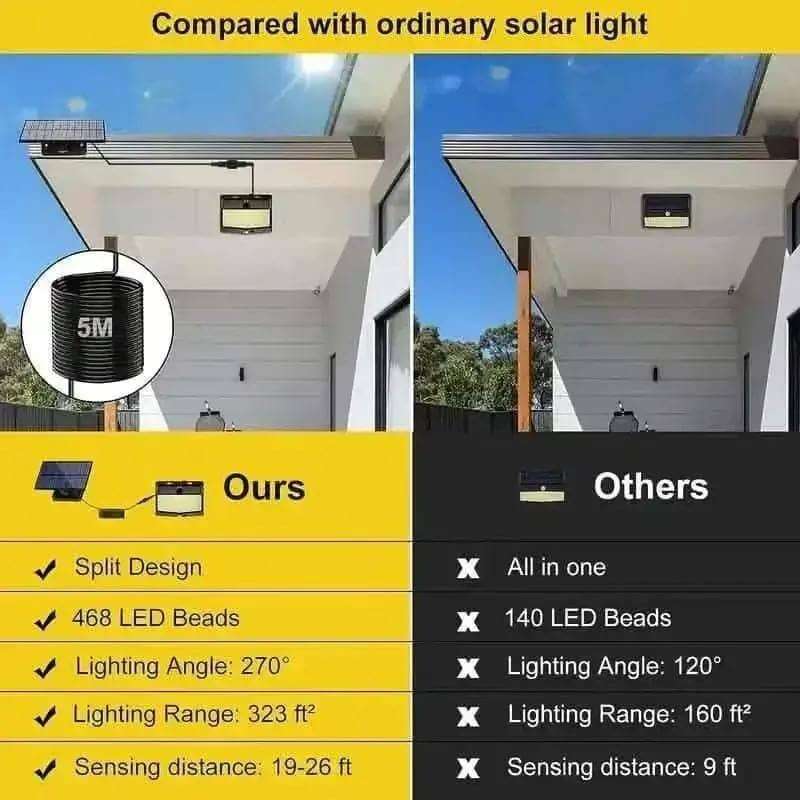 Compared with ordinary solar light
5M
Ours
Others
Split Design
All in one
468 LED Beads
140 LED Beads
Lighting Angle: 270°
Lighting Angle: 120°
Lighting Range: 323 ft²
Lighting Range: 160 ft²
Sensing distance: 19-26 ft
Sensing distance: 9 ft